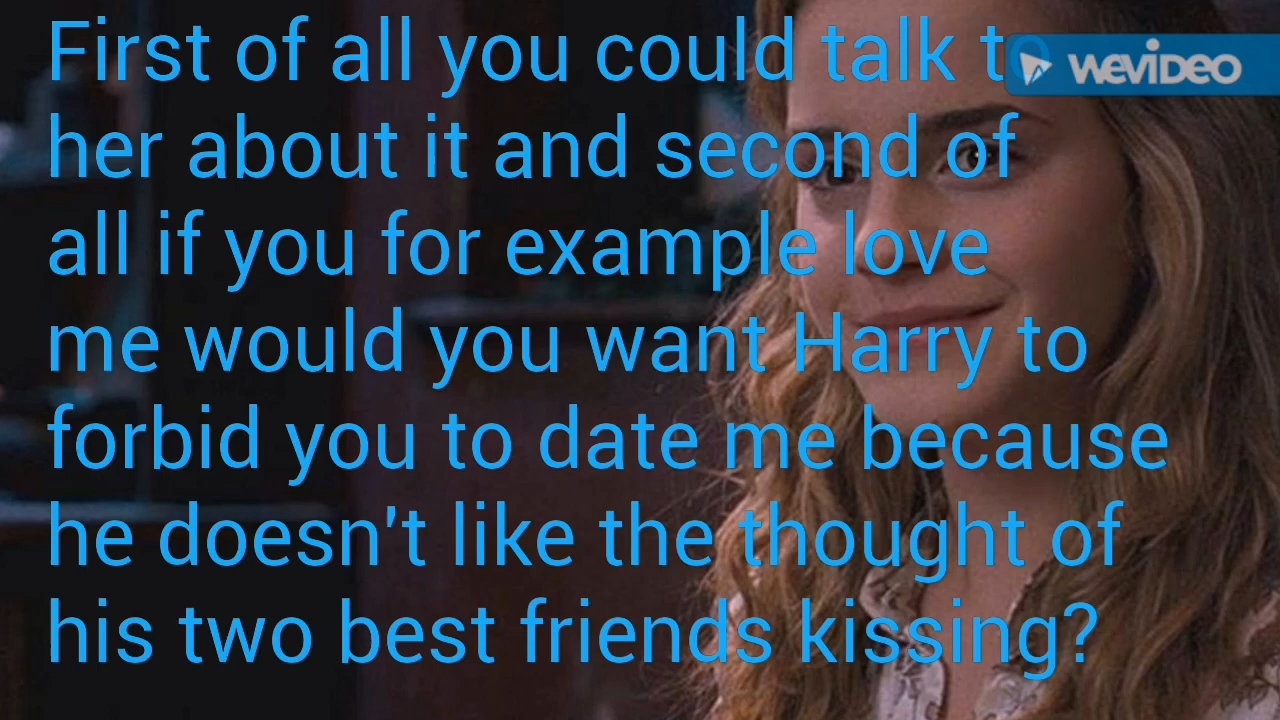 First of all you could talk to
WEVIDEO
her about it and second of
all if you for example love
me would you want Harry to
forbid you to date me because
he doesn't like the thought of
his two best friends kissing?